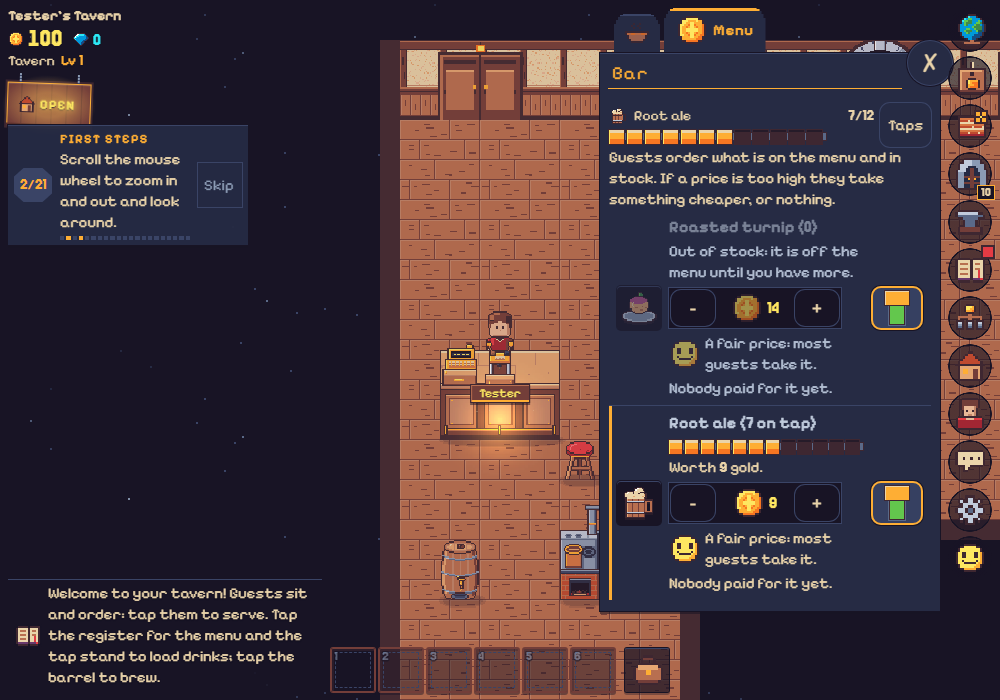 Tester's Tavern
100 0
Tavern Lv 1
OPEN
FIRST STEPS
2/21
Scroll the mouse
wheel to zoom in
and out and look
around.
Skip
Menu
X
Bar
Root ale 7/12
Taps
Guests order what is on the menu and in
stock. If a price is too high they take
something cheaper, or nothing.
Roasted turnip (0)
Out of stock: it is off the
menu until you have more.
- 14 +
A fair price: most
guests take it.
Nobody paid for it yet.
Root ale (7 on tap)
Worth 9 gold.
- 9 +
A fair price: most
guests take it.
Nobody paid for it yet.
10
Tester
Welcome to your tavern! Guests sit
and order: tap them to serve. Tap
the register for the menu and the
tap stand to load drinks; tap the
barrel to brew.
1 2 3 4 5 6